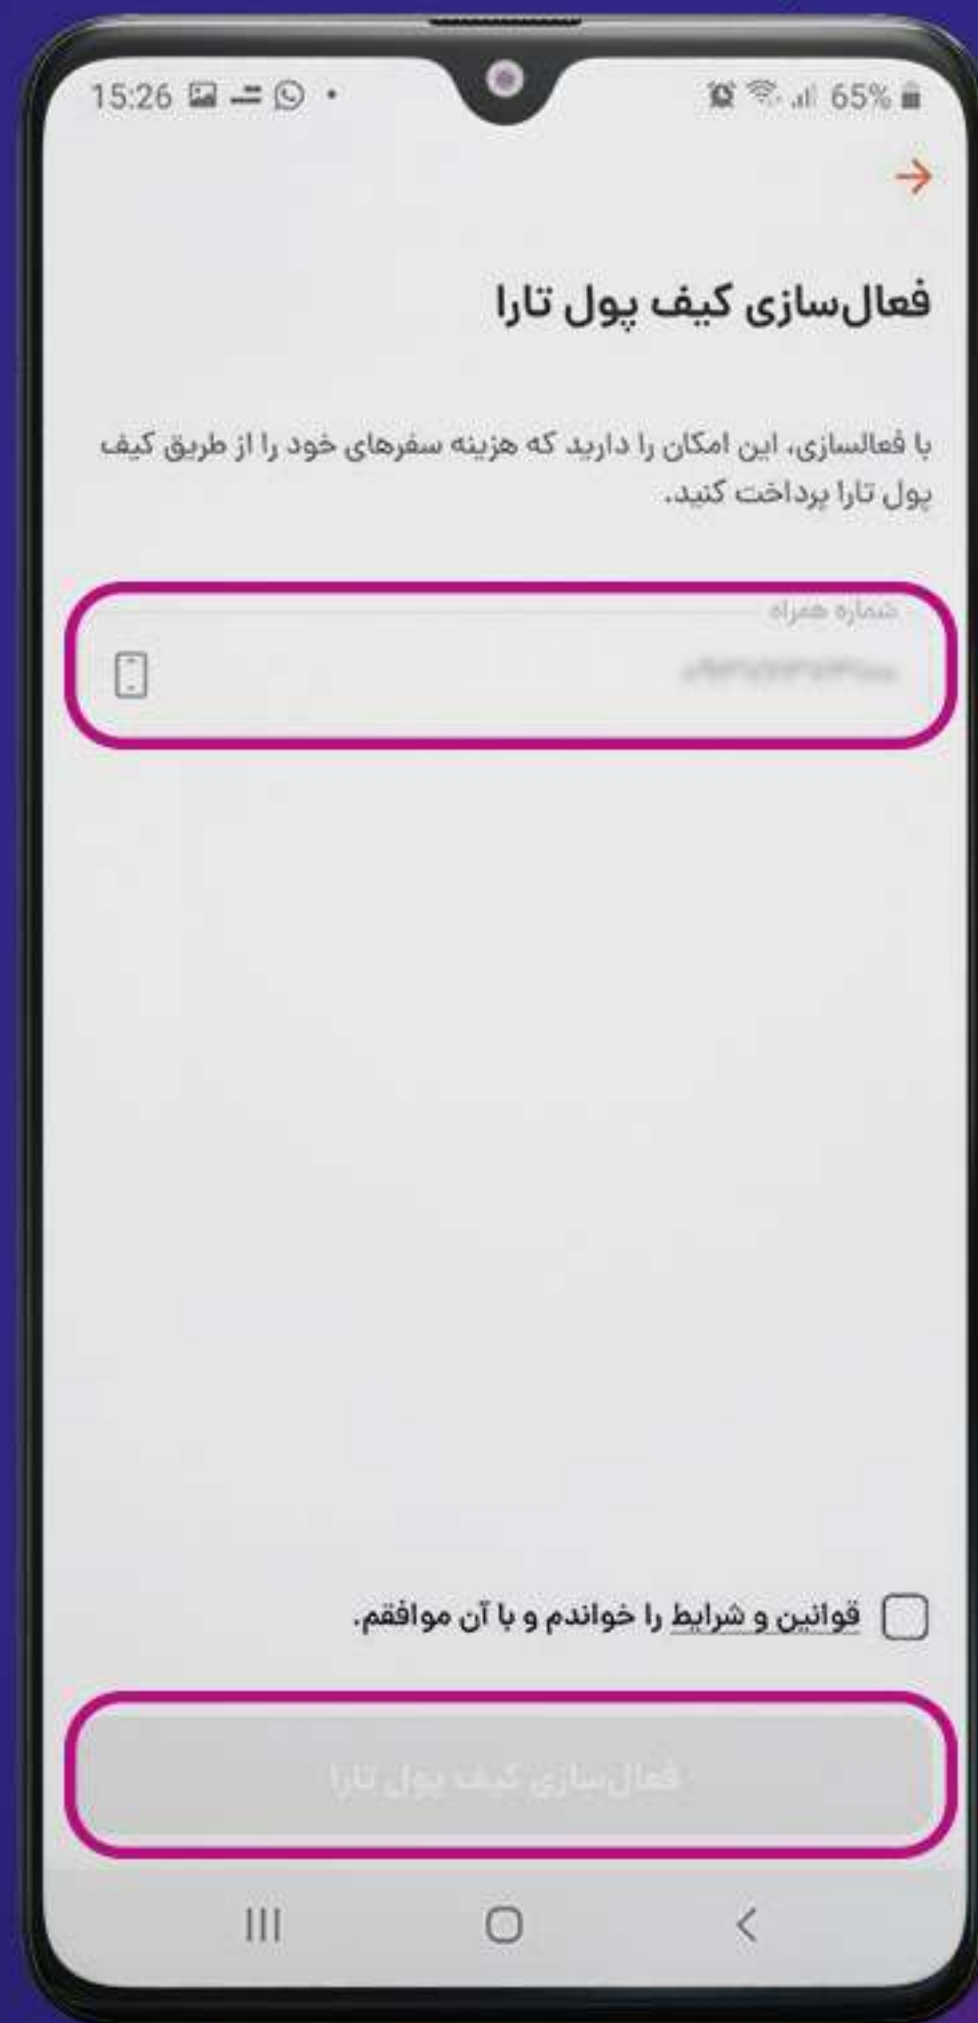 15:26
65%
فعال‌سازی کیف پول تارا
با فعالسازی، این امکان را دارید که هزینه سفرهای خود را از طریق کیف
پول تارا پرداخت کنید.
شماره همراه
قوانین و شرایط را خواندم و با آن موافقم.
فعال‌سازی کیف پول تارا